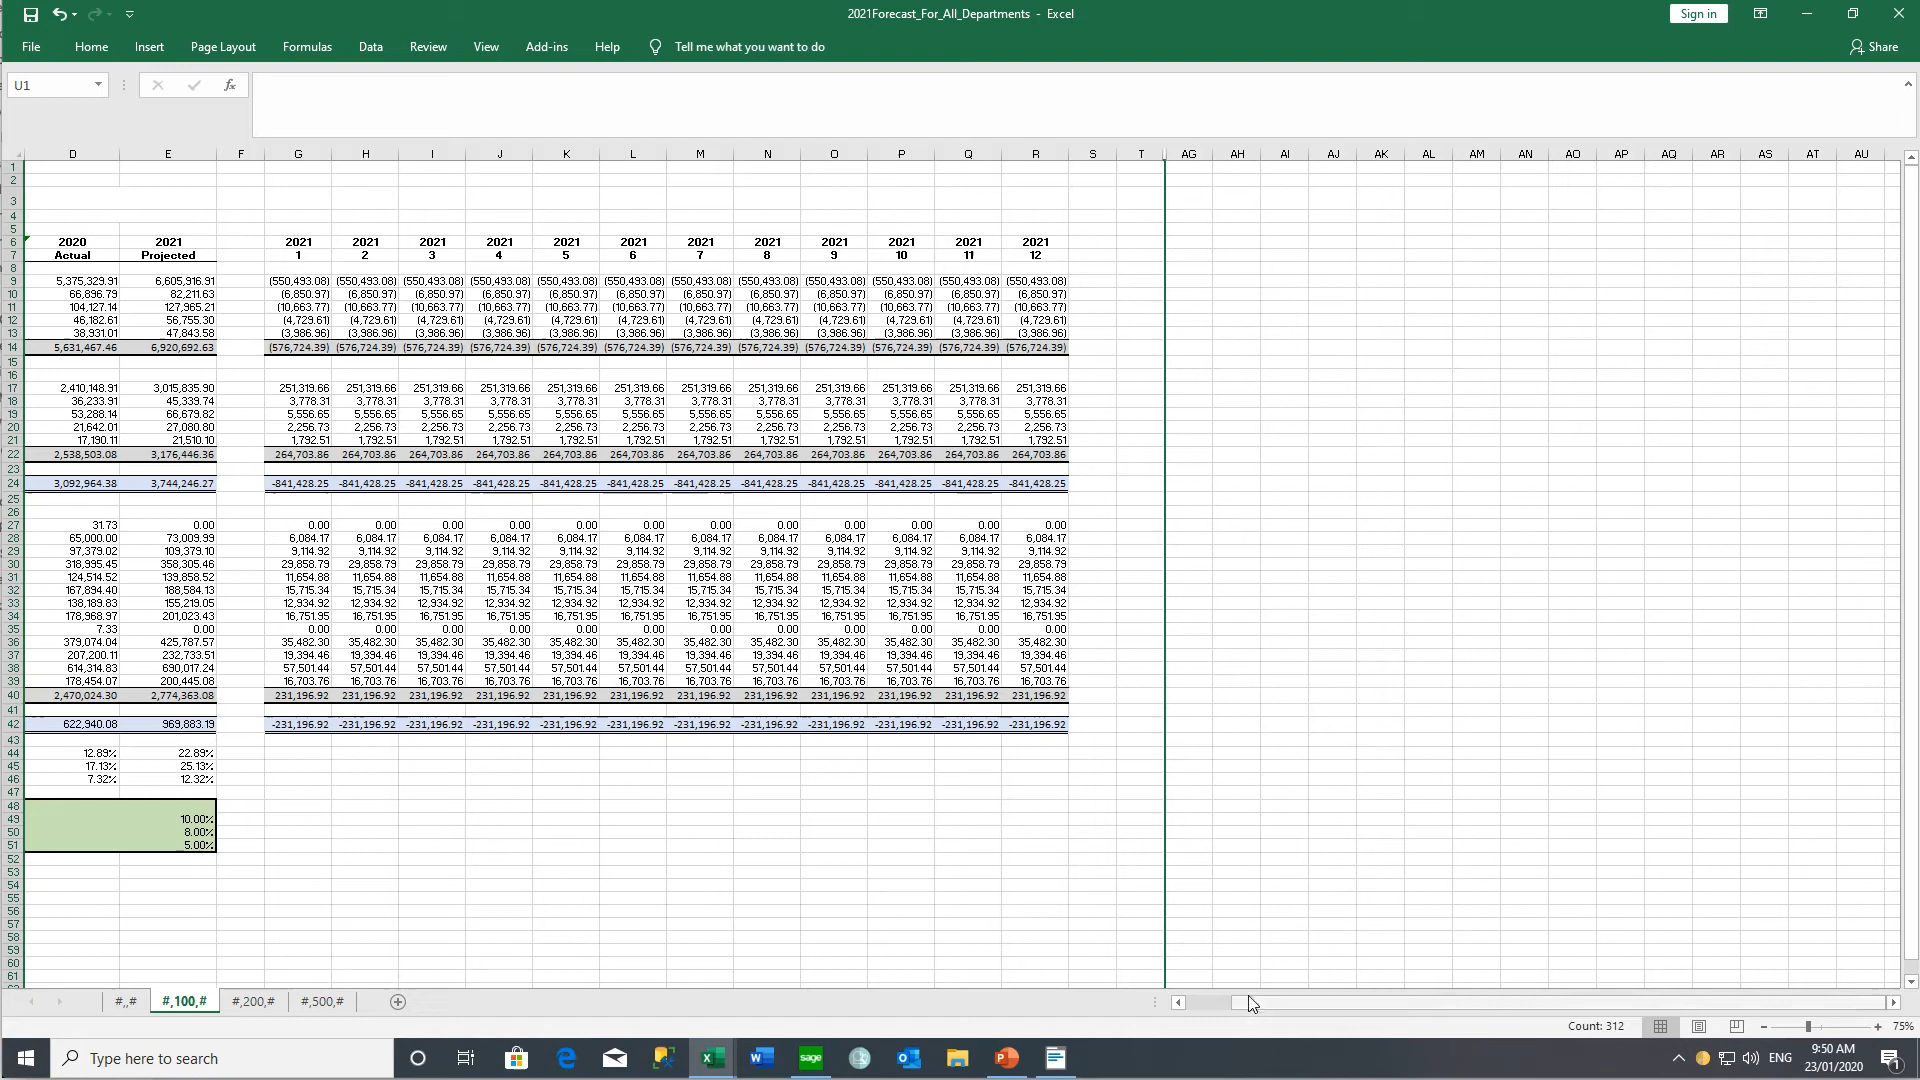 2021Forecast_For_All_Departments - Excel
Sign in
File Home Insert Page Layout Formulas Data Review View Add-ins Help Tell me what you want to do Share
U1 fx
D E F G H I J K L M N O P Q R S T AG AH AI AJ AK AL AM AN AO AP AQ AR AS AT AU
1
2
3
4
5
6 2020 2021 2021 2021 2021 2021 2021 2021 2021 2021 2021 2021 2021 2021
7 Actual Projected 1 2 3 4 5 6 7 8 9 10 11 12
8
9 5,375,329.91 6,605,916.91 (550,493.08) (550,493.08) (550,493.08) (550,493.08) (550,493.08) (550,493.08) (550,493.08) (550,493.08) (550,493.08) (550,493.08) (550,493.08) (550,493.08)
10 66,896.79 82,211.63 (6,850.97) (6,850.97) (6,850.97) (6,850.97) (6,850.97) (6,850.97) (6,850.97) (6,850.97) (6,850.97) (6,850.97) (6,850.97) (6,850.97)
11 104,127.14 127,965.21 (10,663.77) (10,663.77) (10,663.77) (10,663.77) (10,663.77) (10,663.77) (10,663.77) (10,663.77) (10,663.77) (10,663.77) (10,663.77) (10,663.77)
12 46,182.61 56,755.30 (4,729.61) (4,729.61) (4,729.61) (4,729.61) (4,729.61) (4,729.61) (4,729.61) (4,729.61) (4,729.61) (4,729.61) (4,729.61) (4,729.61)
13 38,931.01 47,843.58 (3,986.96) (3,986.96) (3,986.96) (3,986.96) (3,986.96) (3,986.96) (3,986.96) (3,986.96) (3,986.96) (3,986.96) (3,986.96) (3,986.96)
14 5,631,467.46 6,920,692.63 (576,724.39) (576,724.39) (576,724.39) (576,724.39) (576,724.39) (576,724.39) (576,724.39) (576,724.39) (576,724.39) (576,724.39) (576,724.39) (576,724.39)
15
16
17 2,410,148.91 3,015,835.90 251,319.66 251,319.66 251,319.66 251,319.66 251,319.66 251,319.66 251,319.66 251,319.66 251,319.66 251,319.66 251,319.66 251,319.66
18 36,233.91 45,339.74 3,778.31 3,778.31 3,778.31 3,778.31 3,778.31 3,778.31 3,778.31 3,778.31 3,778.31 3,778.31 3,778.31 3,778.31
19 53,288.14 66,679.82 5,556.65 5,556.65 5,556.65 5,556.65 5,556.65 5,556.65 5,556.65 5,556.65 5,556.65 5,556.65 5,556.65 5,556.65
20 21,642.01 27,080.80 2,256.73 2,256.73 2,256.73 2,256.73 2,256.73 2,256.73 2,256.73 2,256.73 2,256.73 2,256.73 2,256.73 2,256.73
21 17,190.11 21,510.10 1,792.51 1,792.51 1,792.51 1,792.51 1,792.51 1,792.51 1,792.51 1,792.51 1,792.51 1,792.51 1,792.51 1,792.51
22 2,538,503.08 3,176,446.36 264,703.86 264,703.86 264,703.86 264,703.86 264,703.86 264,703.86 264,703.86 264,703.86 264,703.86 264,703.86 264,703.86 264,703.86
23
24 3,092,964.38 3,744,246.27 -841,428.25 -841,428.25 -841,428.25 -841,428.25 -841,428.25 -841,428.25 -841,428.25 -841,428.25 -841,428.25 -841,428.25 -841,428.25 -841,428.25
25
26
27 31.73 0.00 0.00 0.00 0.00 0.00 0.00 0.00 0.00 0.00 0.00 0.00 0.00 0.00
28 65,000.00 73,009.99 6,084.17 6,084.17 6,084.17 6,084.17 6,084.17 6,084.17 6,084.17 6,084.17 6,084.17 6,084.17 6,084.17 6,084.17
29 97,379.02 109,379.10 9,114.92 9,114.92 9,114.92 9,114.92 9,114.92 9,114.92 9,114.92 9,114.92 9,114.92 9,114.92 9,114.92 9,114.92
30 318,995.45 358,305.46 29,858.79 29,858.79 29,858.79 29,858.79 29,858.79 29,858.79 29,858.79 29,858.79 29,858.79 29,858.79 29,858.79 29,858.79
31 124,514.52 139,858.52 11,654.88 11,654.88 11,654.88 11,654.88 11,654.88 11,654.88 11,654.88 11,654.88 11,654.88 11,654.88 11,654.88 11,654.88
32 167,894.40 188,584.13 15,715.34 15,715.34 15,715.34 15,715.34 15,715.34 15,715.34 15,715.34 15,715.34 15,715.34 15,715.34 15,715.34 15,715.34
33 138,189.83 155,219.05 12,934.92 12,934.92 12,934.92 12,934.92 12,934.92 12,934.92 12,934.92 12,934.92 12,934.92 12,934.92 12,934.92 12,934.92
34 178,968.97 201,023.43 16,751.95 16,751.95 16,751.95 16,751.95 16,751.95 16,751.95 16,751.95 16,751.95 16,751.95 16,751.95 16,751.95 16,751.95
35 7.33 0.00 0.00 0.00 0.00 0.00 0.00 0.00 0.00 0.00 0.00 0.00 0.00 0.00
36 379,074.04 425,787.57 35,482.30 35,482.30 35,482.30 35,482.30 35,482.30 35,482.30 35,482.30 35,482.30 35,482.30 35,482.30 35,482.30 35,482.30
37 207,200.11 232,733.51 19,394.46 19,394.46 19,394.46 19,394.46 19,394.46 19,394.46 19,394.46 19,394.46 19,394.46 19,394.46 19,394.46 19,394.46
38 614,314.83 690,017.24 57,501.44 57,501.44 57,501.44 57,501.44 57,501.44 57,501.44 57,501.44 57,501.44 57,501.44 57,501.44 57,501.44 57,501.44
39 178,454.07 200,445.08 16,703.76 16,703.76 16,703.76 16,703.76 16,703.76 16,703.76 16,703.76 16,703.76 16,703.76 16,703.76 16,703.76 16,703.76
40 2,470,024.30 2,774,363.08 231,196.92 231,196.92 231,196.92 231,196.92 231,196.92 231,196.92 231,196.92 231,196.92 231,196.92 231,196.92 231,196.92 231,196.92
41
42 622,940.08 969,883.19 -231,196.92 -231,196.92 -231,196.92 -231,196.92 -231,196.92 -231,196.92 -231,196.92 -231,196.92 -231,196.92 -231,196.92 -231,196.92 -231,196.92
43
44 12.89% 22.89%
45 17.13% 25.13%
46 7.32% 12.32%
47
48
49 10.00%
50 8.00%
51 5.00%
52
53
54
55
56
57
58
59
60
61
#,,# #,100,# #,200,# #,500,#
Count: 312 75%
Type here to search sage ENG 9:50 AM
23/01/2020 1